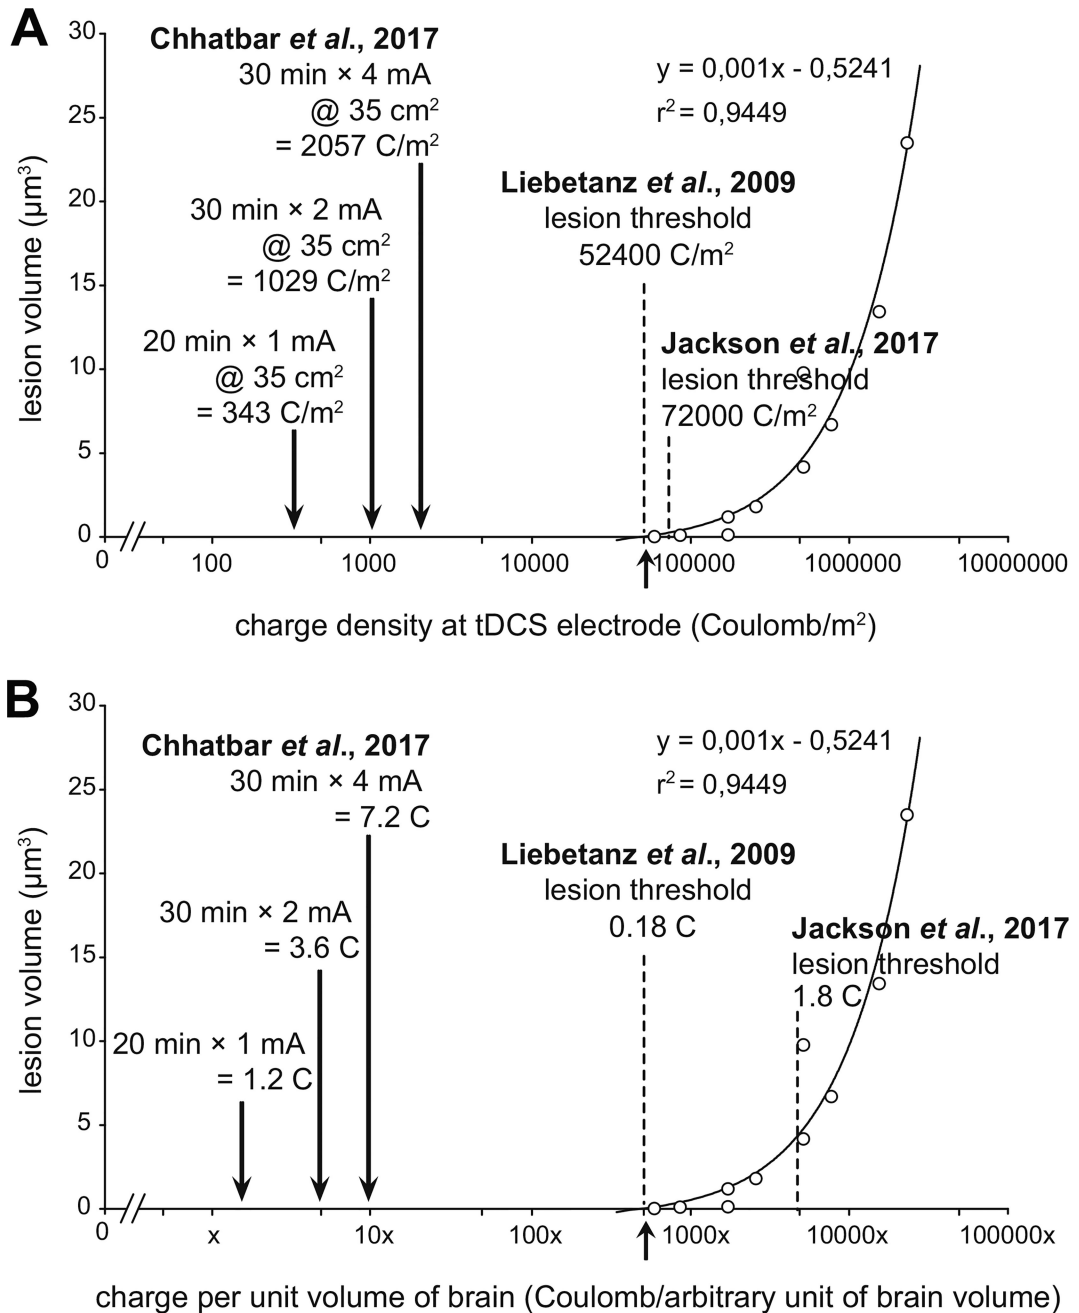 A
30
25
20
15
10
5
0
lesion volume (µm³)
Chhatbar et al., 2017
30 min × 4 mA
@ 35 cm²
= 2057 C/m²
30 min × 2 mA
@ 35 cm²
= 1029 C/m²
20 min × 1 mA
@ 35 cm²
= 343 C/m²
y = 0,001x - 0,5241
r² = 0,9449
Liebetanz et al., 2009
lesion threshold
52400 C/m²
Jackson et al., 2017
lesion threshold
72000 C/m²
0 100 1000 10000 100000 1000000 10000000
charge density at tDCS electrode (Coulomb/m²)
B
30
25
20
15
10
5
0
lesion volume (µm³)
Chhatbar et al., 2017
30 min × 4 mA
= 7.2 C
30 min × 2 mA
= 3.6 C
20 min × 1 mA
= 1.2 C
y = 0,001x - 0,5241
r² = 0,9449
Liebetanz et al., 2009
lesion threshold
0.18 C
Jackson et al., 2017
lesion threshold
1.8 C
0 x 10x 100x 1000x 10000x 100000x
charge per unit volume of brain (Coulomb/arbitrary unit of brain volume)